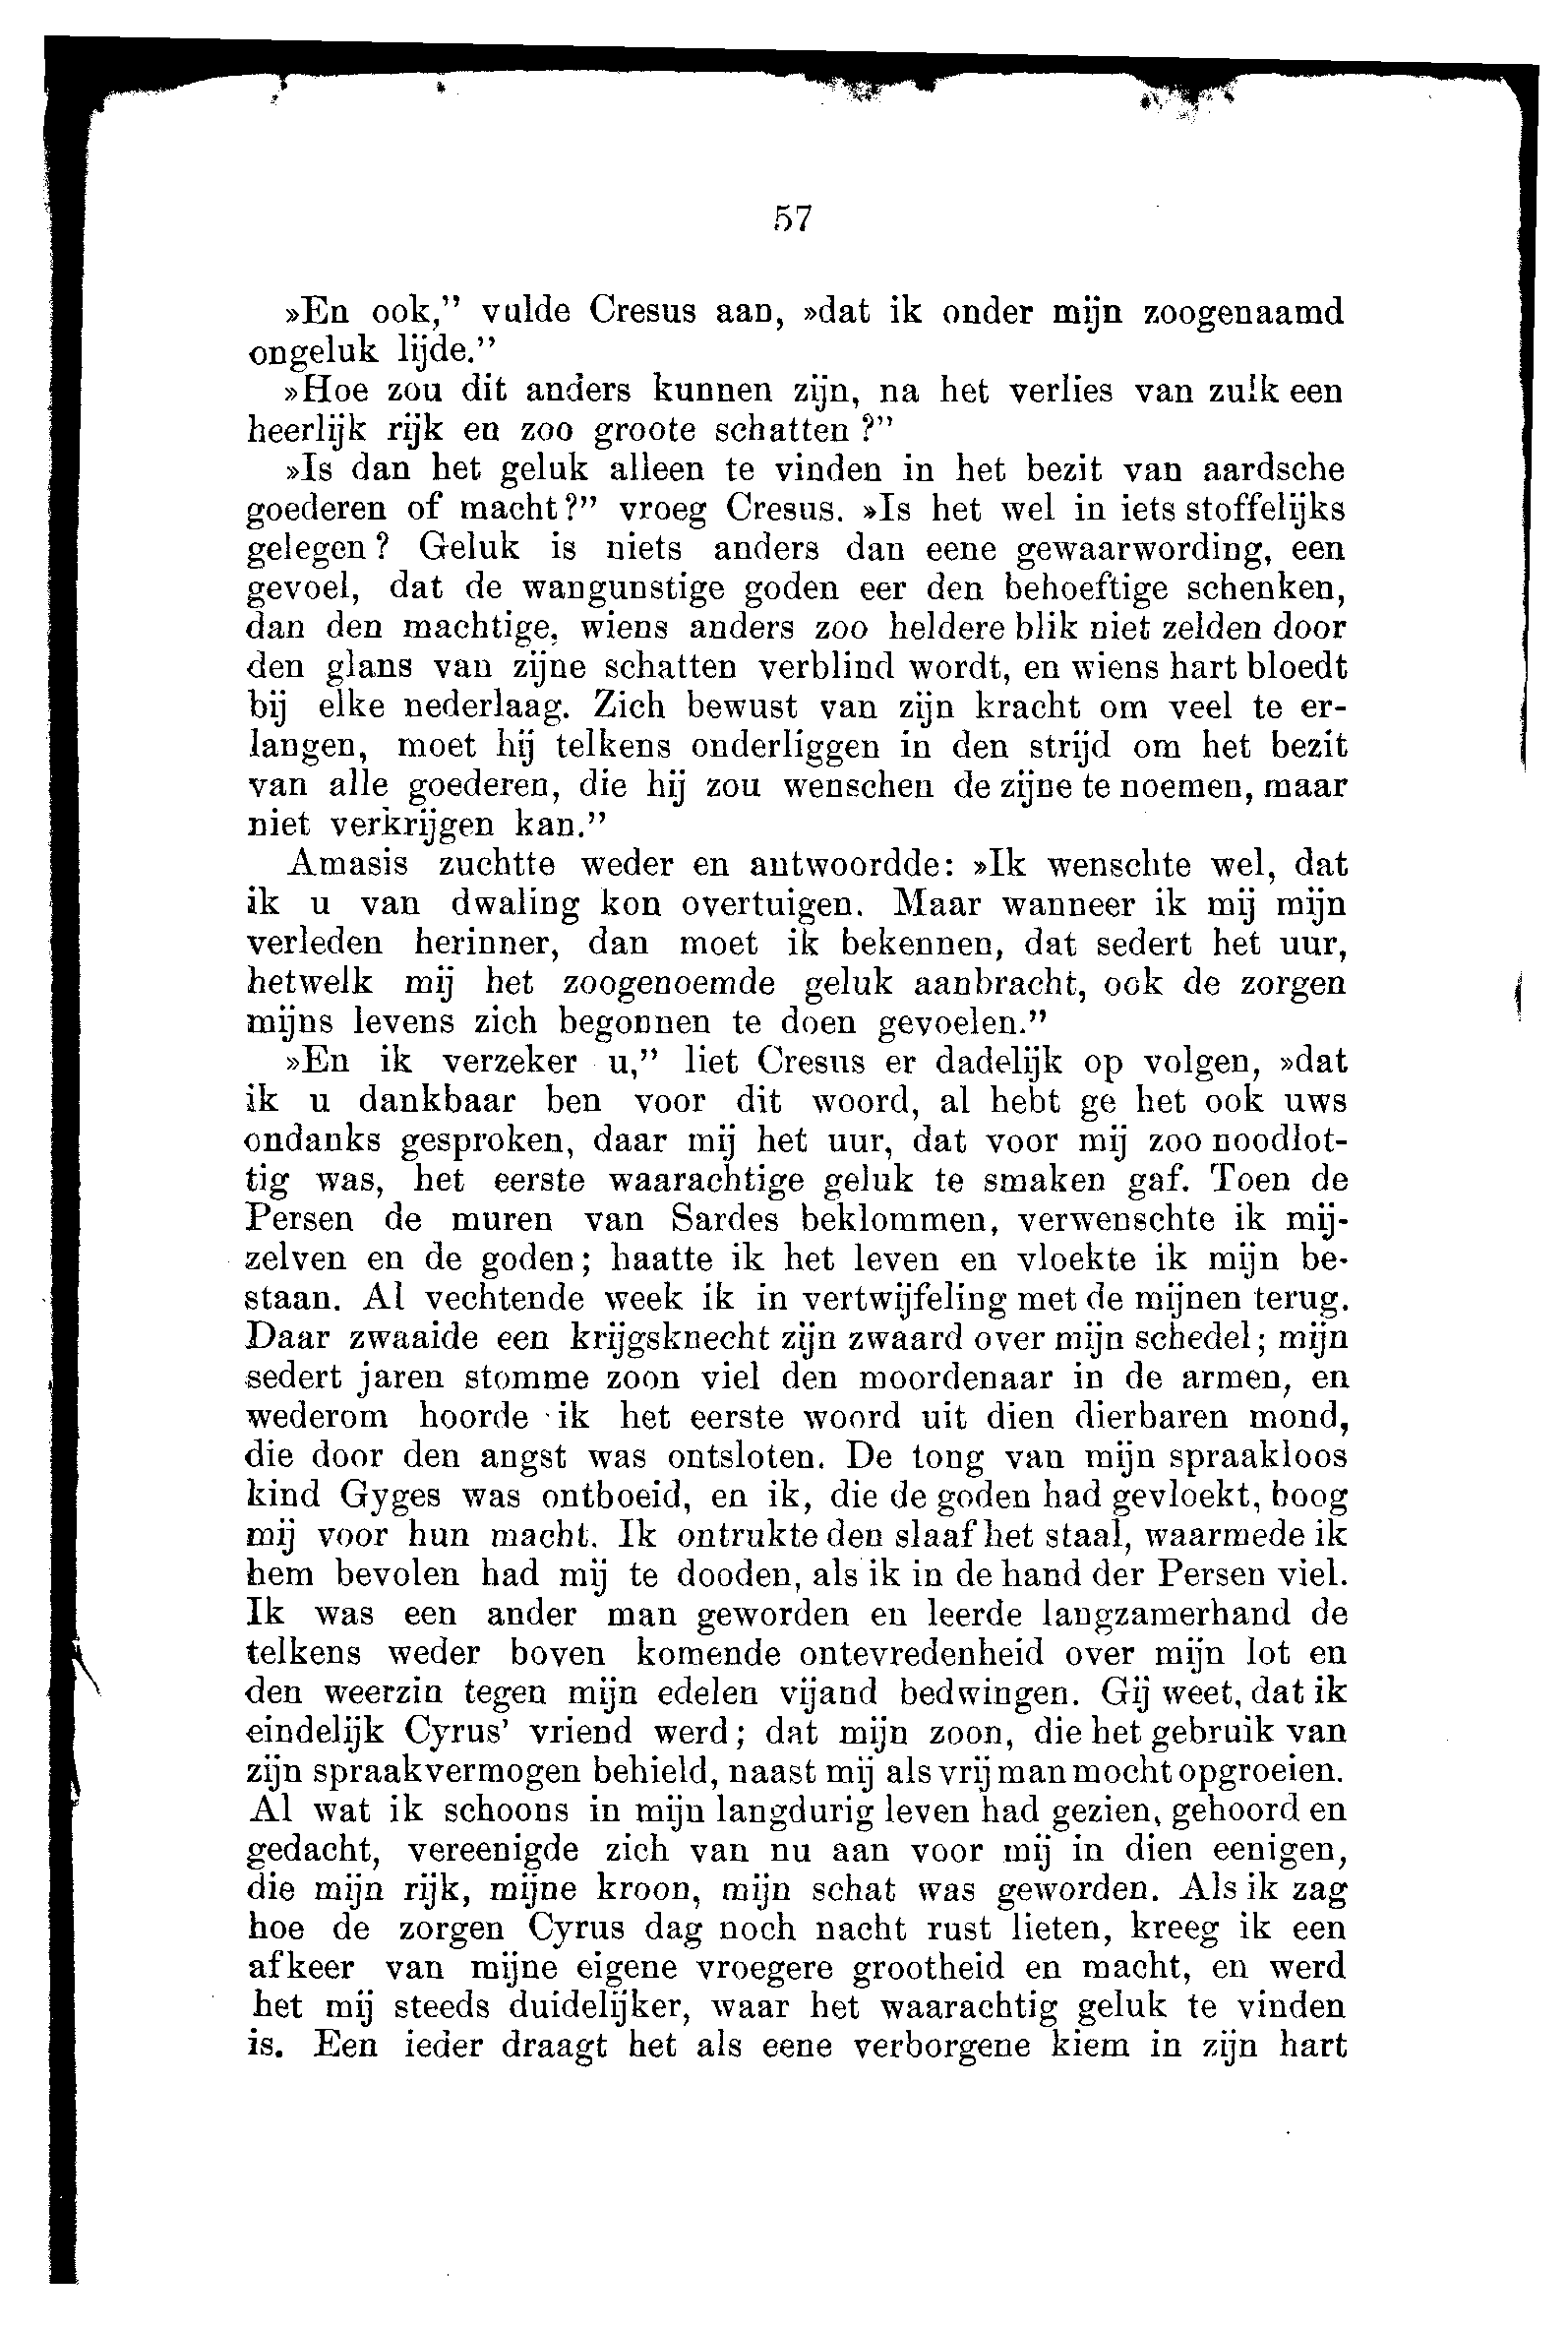 57
»En ook,” vulde Cresus aan, »dat ik onder mijn zoogenaamd
ongeluk lijde.”
»Hoe zou dit anders kunnen zijn, na het verlies van zulk een
heerlijk rijk en zoo groote schatten ?”
»Is dan het geluk alleen te vinden in het bezit van aardsche
goederen of macht?” vroeg Cresus. »Is het wel in iets stoffelijks
gelegen? Geluk is niets anders dan eene gewaarwording, een
gevoel, dat de wangunstige goden eer den behoeftige schenken,
dan den machtige, wiens anders zoo heldere blik niet zelden door
den glans van zijne schatten verblind wordt, en wiens hart bloedt
bij elke nederlaag. Zich bewust van zijn kracht om veel te er-
langen, moet hij telkens onderliggen in den strijd om het bezit
van alle goederen, die hij zou wenschen de zijne te noemen, maar
niet verkrijgen kan.”
Amasis zuchtte weder en antwoordde: »Ik wenschte wel, dat
ik u van dwaling kon overtuigen. Maar wanneer ik mij mijn
verleden herinner, dan moet ik bekennen, dat sedert het uur,
hetwelk mij het zoogenoemde geluk aanbracht, ook de zorgen
mijns levens zich begonnen te doen gevoelen.”
»En ik verzeker u,” liet Cresus er dadelijk op volgen, »dat
ik u dankbaar ben voor dit woord, al hebt ge het ook uws
ondanks gesproken, daar mij het uur, dat voor mij zoo noodlot-
tig was, het eerste waarachtige geluk te smaken gaf. Toen de
Persen de muren van Sardes beklommen, verwenschte ik mij-
zelven en de goden; haatte ik het leven en vloekte ik mijn be-
staan. Al vechtende week ik in vertwijfeling met de mijnen terug.
Daar zwaaide een krijgsknecht zijn zwaard over mijn schedel; mijn
sedert jaren stomme zoon viel den moordenaar in de armen, en
wederom hoorde ik het eerste woord uit dien dierbaren mond,
die door den angst was ontsloten. De tong van mijn spraakloos
kind Gyges was ontboeid, en ik, die de goden had gevloekt, boog
mij voor hun macht. Ik ontrukte den slaaf het staal, waarmede ik
hem bevolen had mij te dooden, als ik in de hand der Persen viel.
Ik was een ander man geworden en leerde langzamerhand de
telkens weder boven komende ontevredenheid over mijn lot en
den weerzin tegen mijn edelen vijand bedwingen. Gij weet, dat ik
eindelijk Cyrus’ vriend werd; dat mijn zoon, die het gebruik van
zijn spraakvermogen behield, naast mij als vrij man mocht opgroeien.
Al wat ik schoons in mijn langdurig leven had gezien, gehoord en
gedacht, vereenigde zich van nu aan voor mij in dien eenigen,
die mijn rijk, mijne kroon, mijn schat was geworden. Als ik zag
hoe de zorgen Cyrus dag noch nacht rust lieten, kreeg ik een
afkeer van mijne eigene vroegere grootheid en macht, en werd
het mij steeds duidelijker, waar het waarachtig geluk te vinden
is. Een ieder draagt het als eene verborgene kiem in zijn hart